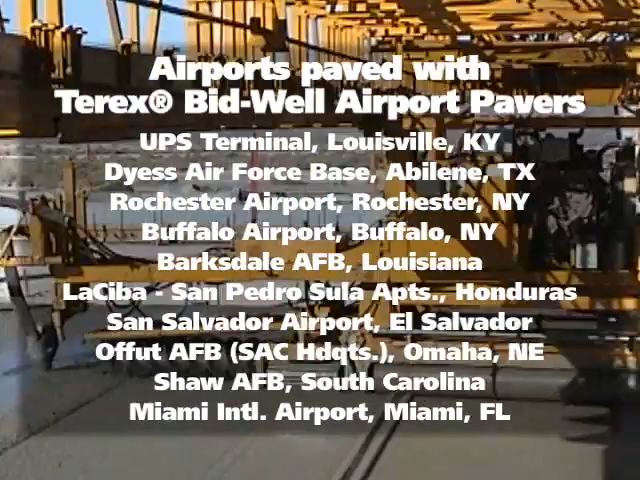 Airports paved with
Terex® Bid-Well Airport Pavers
UPS Terminal, Louisville, KY
Dyess Air Force Base, Abilene, TX
Rochester Airport, Rochester, NY
Buffalo Airport, Buffalo, NY
Barksdale AFB, Louisiana
LaCiba - San Pedro Sula Apts., Honduras
San Salvador Airport, El Salvador
Offut AFB (SAC Hdqts.), Omaha, NE
Shaw AFB, South Carolina
Miami Intl. Airport, Miami, FL